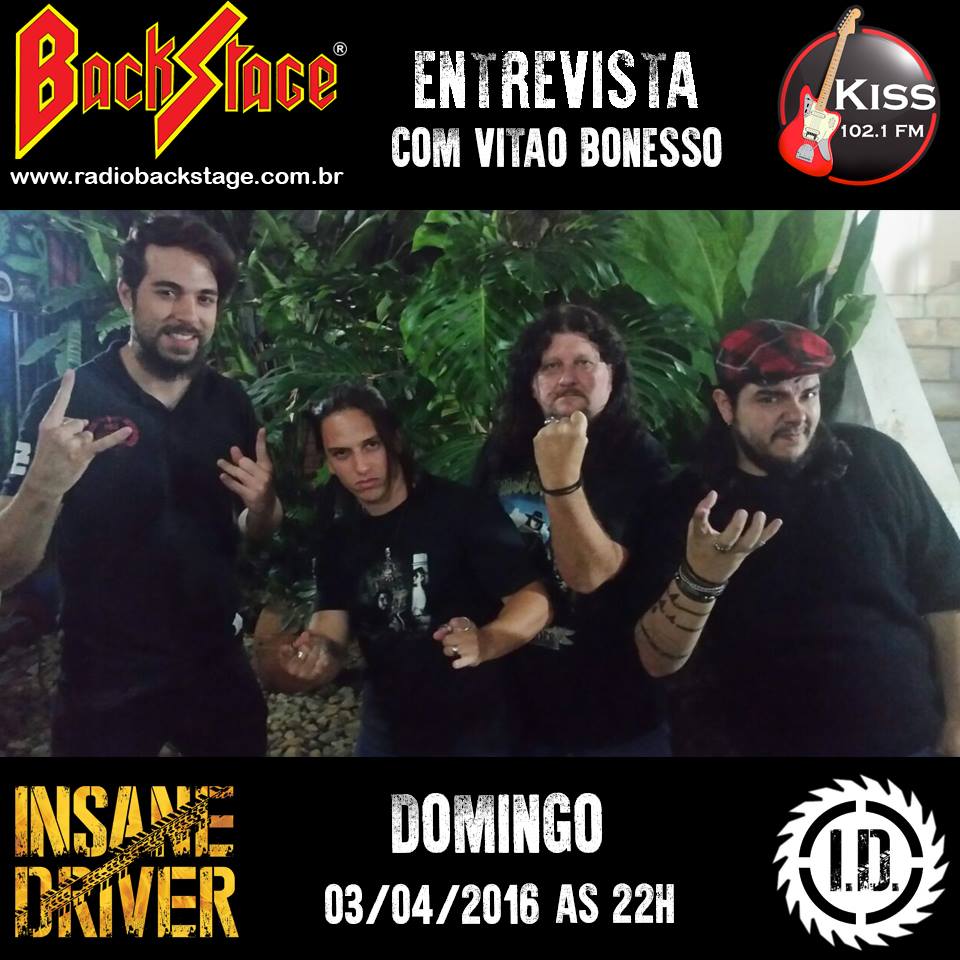 BACKSTAGE®
www.radiobackstage.com.br
ENTREVISTA
COM VITAO BONESSO
KISS
102.1 FM
INSANE
DRIVER
DOMINGO
03/04/2016 AS 22H
I.D.